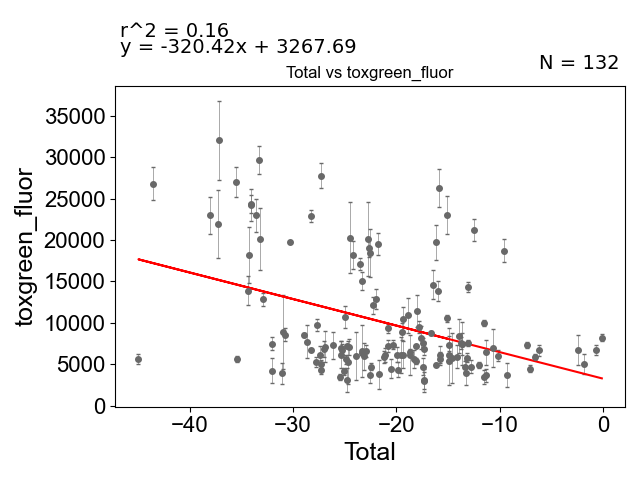 r^2 = 0.16
y = -320.42x + 3267.69
N = 132
Total vs toxgreen_fluor
35000
30000
25000
20000
15000
10000
5000
0
toxgreen_fluor
−40
−30
−20
−10
0
Total